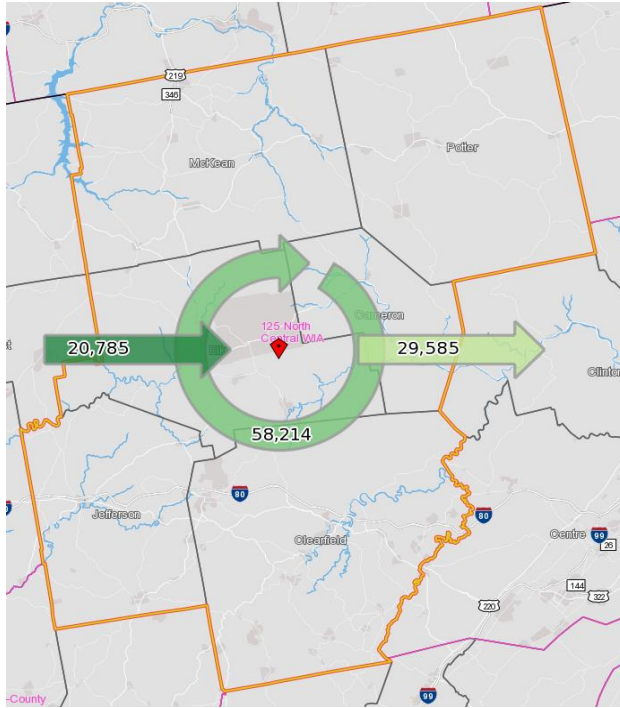 219
346
McKean
Potter
125 North
Central WIA
Cameron
20,785
29,585
Clinton
58,214
80
80
Jefferson
Clearfield
Centre
99
26
144
322
220
-County
99